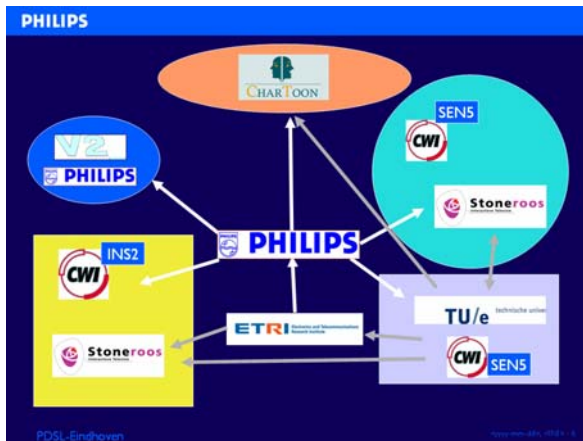 PHILIPS
CHARTOON
SEN5
CWI
V2
PHILIPS
Stoneroos
PHILIPS
INS2
CWI
TU/e technische univer
ETRI Electronics and Telecommunications
Research Institute
Stoneroos
CWI
SEN5
PDSL-Eindhoven